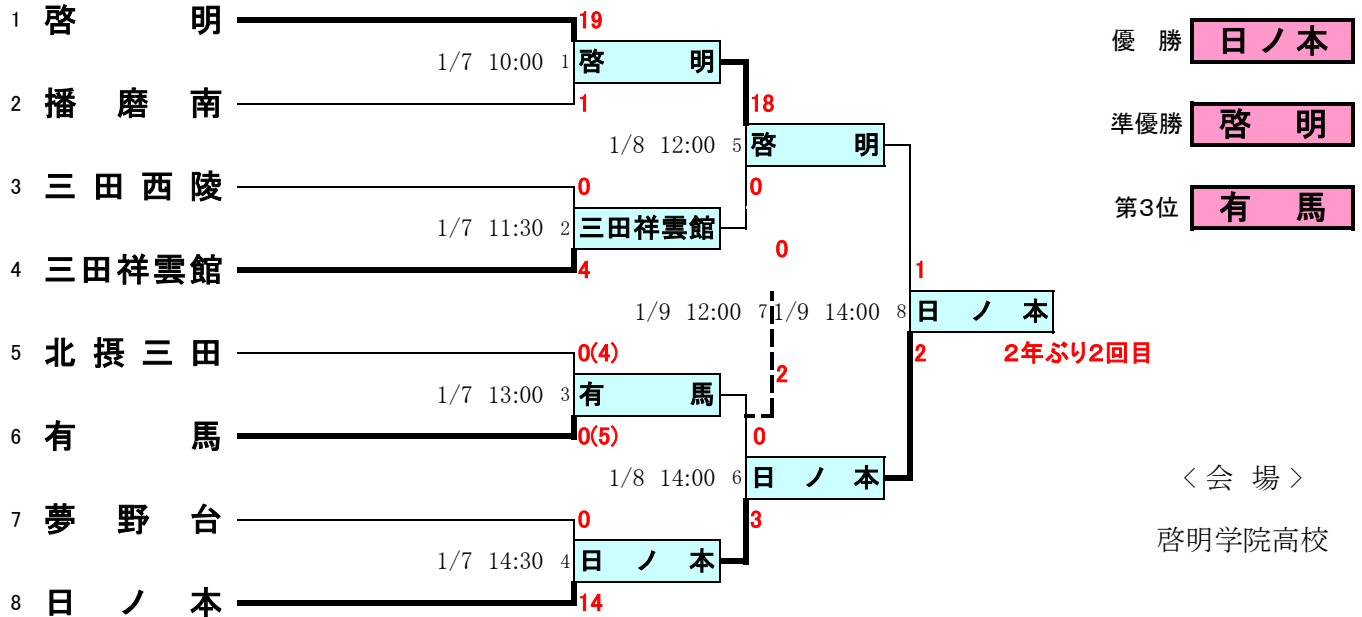 1 啓 明
19
優 勝 日ノ本
1/7 10:00 1 啓 明
2 播 磨 南
1
18
準優勝 啓 明
1/8 12:00 5 啓 明
3 三 田 西 陵
0
0
第3位 有 馬
1/7 11:30 2 三田祥雲館
0
4 三田祥雲館
4
1
1/9 12:00 7
1/9 14:00 8 日 ノ 本
5 北 摂 三 田
0(4)
2
2年ぶり2回目
2
1/7 13:00 3 有 馬
6 有 馬
0(5)
0
1/8 14:00 6 日 ノ 本
<会 場>
7 夢 野 台
0
3
啓明学院高校
1/7 14:30 4 日 ノ 本
8 日 ノ 本
14